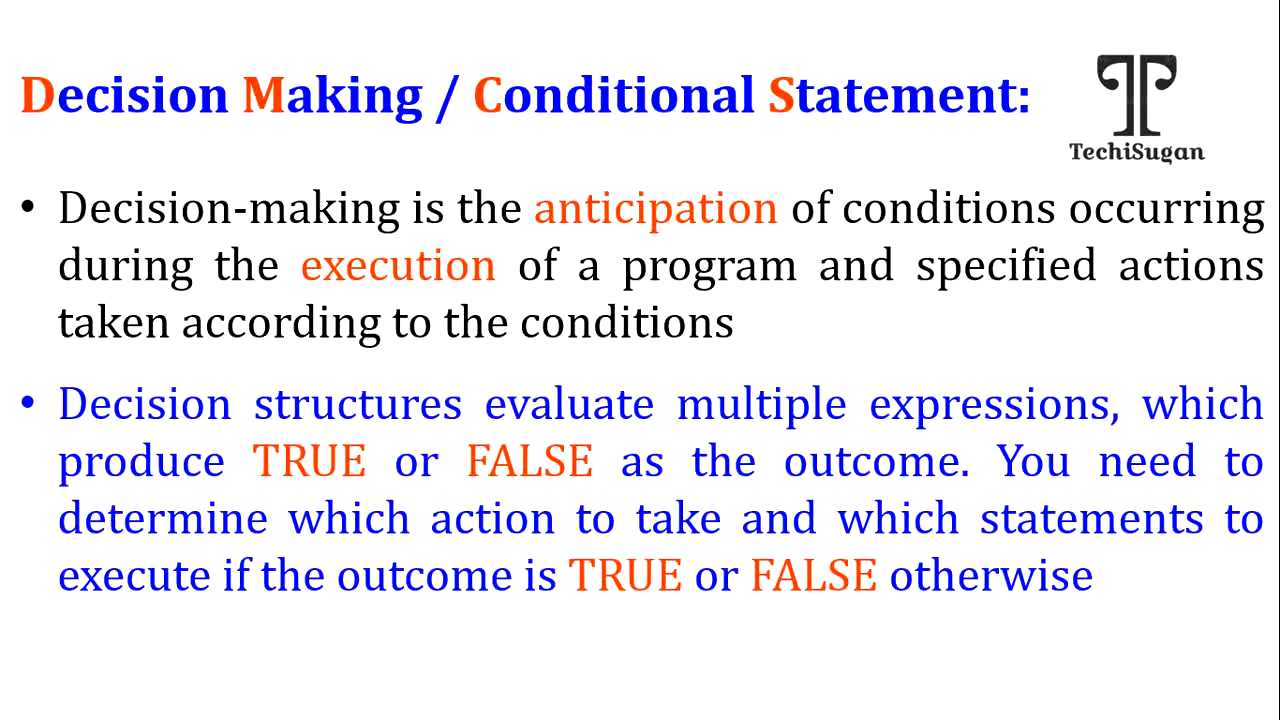 Decision Making / Conditional Statement:
TechiSugan
• Decision-making is the anticipation of conditions occurring
during the execution of a program and specified actions
taken according to the conditions
• Decision structures evaluate multiple expressions, which
produce TRUE or FALSE as the outcome. You need to
determine which action to take and which statements to
execute if the outcome is TRUE or FALSE otherwise